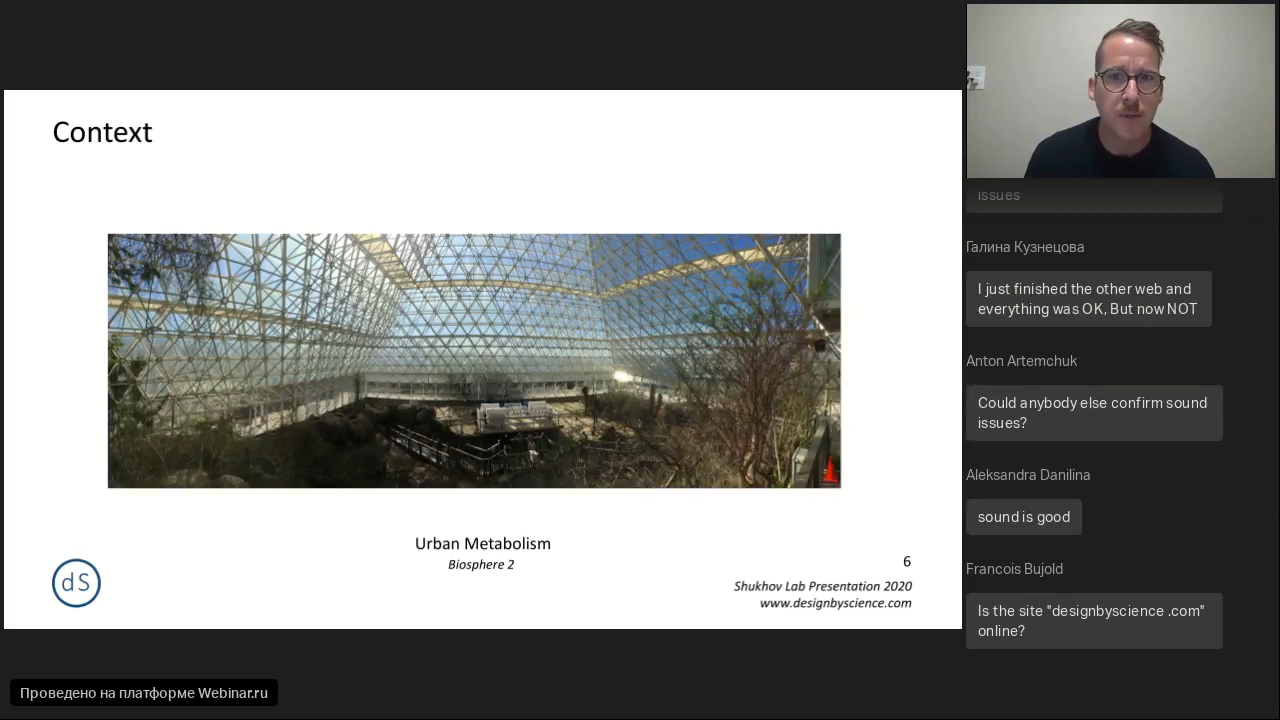 Context
Urban Metabolism
Biosphere 2
6
Shukhov Lab Presentation 2020
www.designbyscience.com
dS
issues
Галина Кузнецова
I just finished the other web and
everything was OK, But now NOT
Anton Artemchuk
Could anybody else confirm sound
issues?
Aleksandra Danilina
sound is good
Francois Bujold
Is the site "designbyscience .com"
online?
Проведено на платформе Webinar.ru